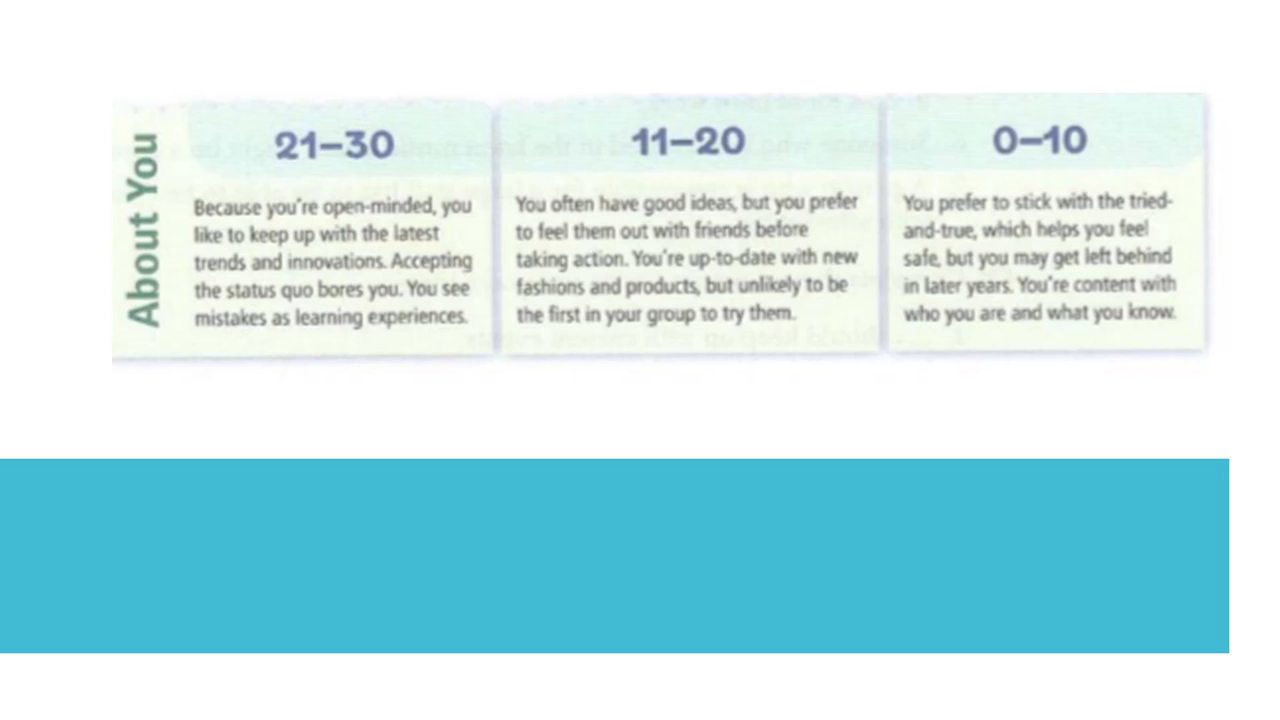 About You
21–30
Because you're open-minded, you
like to keep up with the latest
trends and innovations. Accepting
the status quo bores you. You see
mistakes as learning experiences.
11–20
You often have good ideas, but you prefer
to feel them out with friends before
taking action. You're up-to-date with new
fashions and products, but unlikely to be
the first in your group to try them.
0–10
You prefer to stick with the tried-
and-true, which helps you feel
safe, but you may get left behind
in later years. You're content with
who you are and what you know.